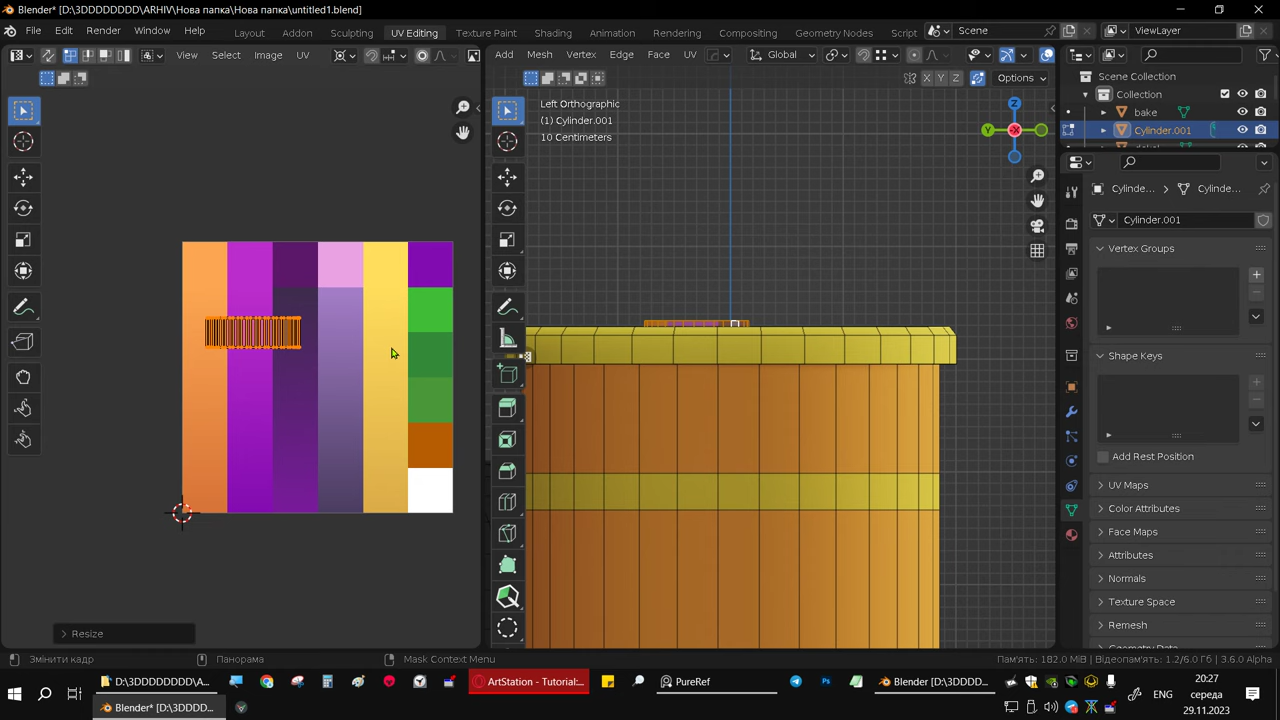 Blender* [D:\3DDDDDDDD\ARHIV\Нова папка\Нова папка\untitled1.blend]
File Edit Render Window Help Layout Addon Sculpting UV Editing Texture Paint Shading Animation Rendering Compositing Geometry Nodes Script Scene ViewLayer
View Select Image UV
Add Mesh Vertex Edge Face UV Global
X Y Z Options
Left Orthographic
(1) Cylinder.001
10 Centimeters
Z
Y
-X
Scene Collection
Collection
bake
Cylinder.001
Cylinde... Cylinde...
Cylinder.001
Vertex Groups
Shape Keys
Add Rest Position
UV Maps
Color Attributes
Face Maps
Attributes
Normals
Texture Space
Remesh
Geometry Data
Resize
Змінити кадр Панорама Mask Context Menu Пам'ять: 182.0 MiB | Відеопам'ять: 1.2/6.0 Гб | 3.6.0 Alpha
D:\3DDDDDDDD\A... ArtStation - Tutorial:... PureRef Blender [D:\3DDDD... ENG 20:27
середа
Blender* [D:\3DDDD... 29.11.2023